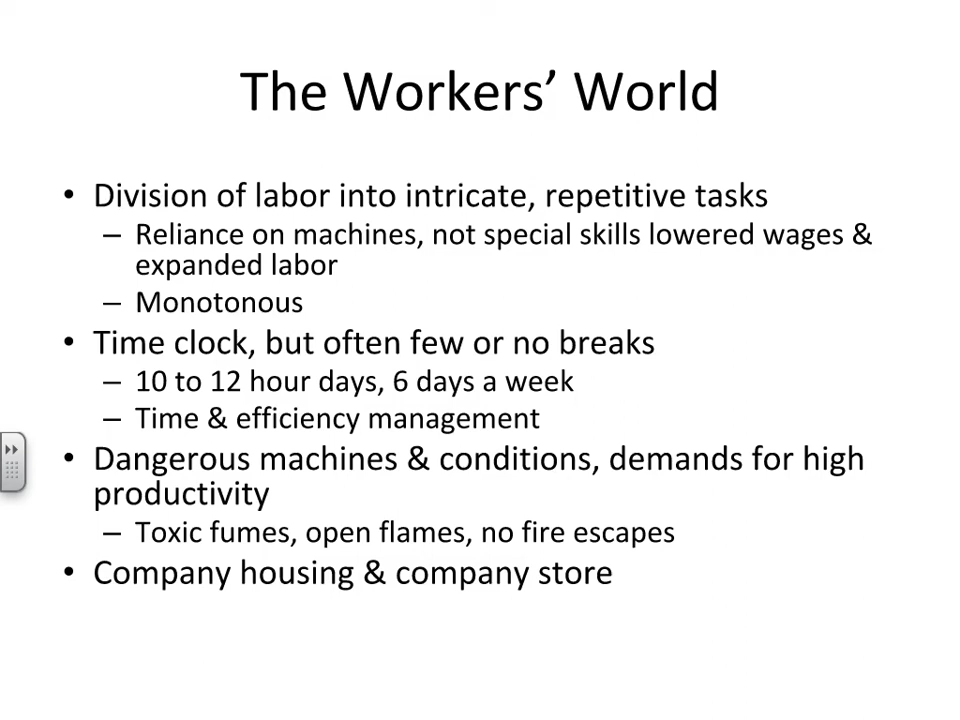 The Workers’ World
• Division of labor into intricate, repetitive tasks
– Reliance on machines, not special skills lowered wages &
expanded labor
– Monotonous
• Time clock, but often few or no breaks
– 10 to 12 hour days, 6 days a week
– Time & efficiency management
• Dangerous machines & conditions, demands for high
productivity
– Toxic fumes, open flames, no fire escapes
• Company housing & company store